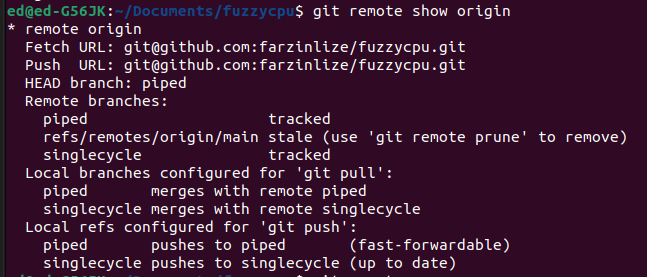 ed@ed-G56JK:~/Documents/fuzzycpu$ git remote show origin
* remote origin
  Fetch URL: git@github.com:farzinlize/fuzzycpu.git
  Push  URL: git@github.com:farzinlize/fuzzycpu.git
  HEAD branch: piped
  Remote branches:
    piped                    tracked
    refs/remotes/origin/main stale (use 'git remote prune' to remove)
    singlecycle              tracked
  Local branches configured for 'git pull':
    piped       merges with remote piped
    singlecycle merges with remote singlecycle
  Local refs configured for 'git push':
    piped       pushes to piped       (fast-forwardable)
    singlecycle pushes to singlecycle (up to date)